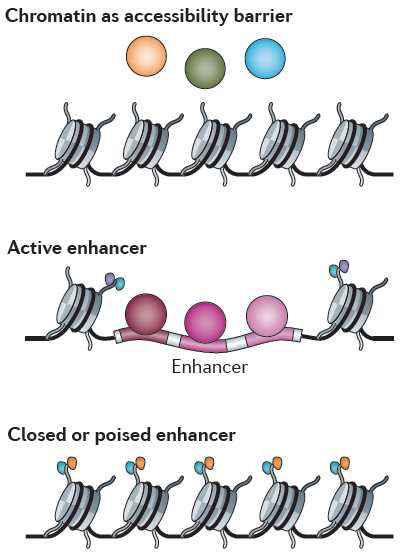 Chromatin as accessibility barrier
Active enhancer
Enhancer
Closed or poised enhancer